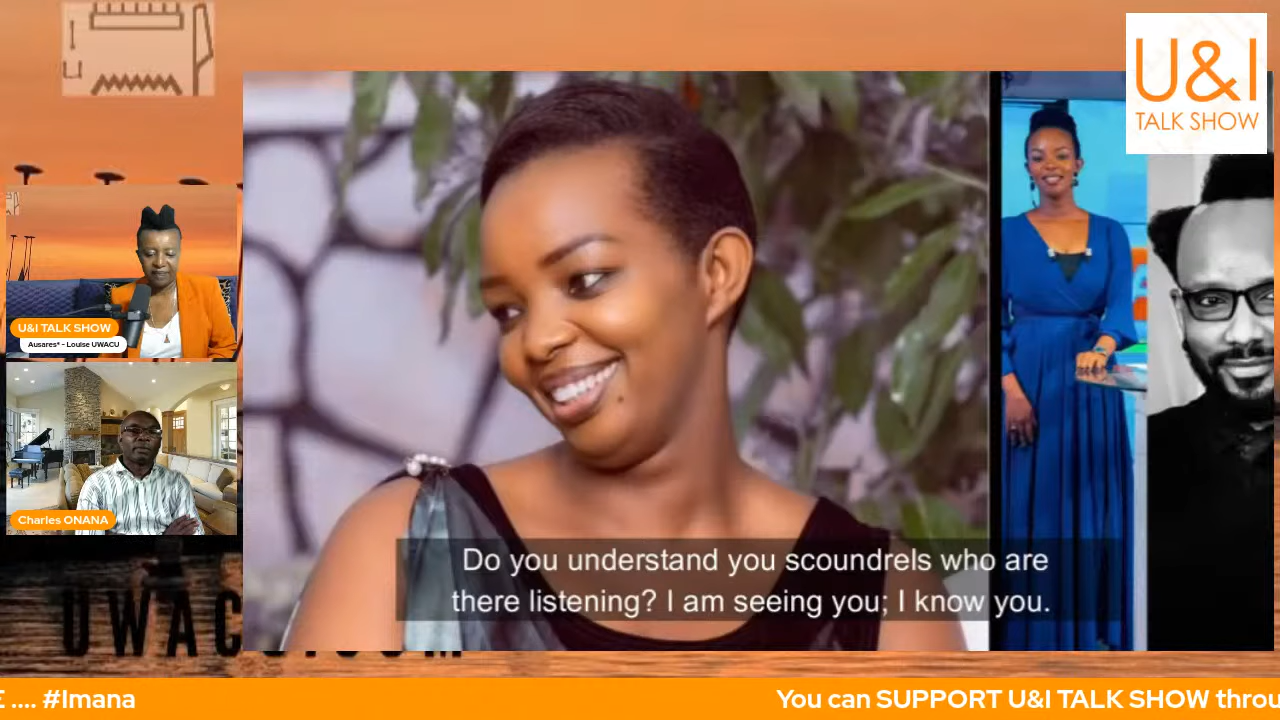 U&I
TALK SHOW
U&I TALK SHOW
Ausares* - Louise UWACU
Charles ONANA
Do you understand you scoundrels who are
there listening? I am seeing you; I know you.
UWAC
E .... #Imana
You can SUPPORT U&I TALK SHOW throu